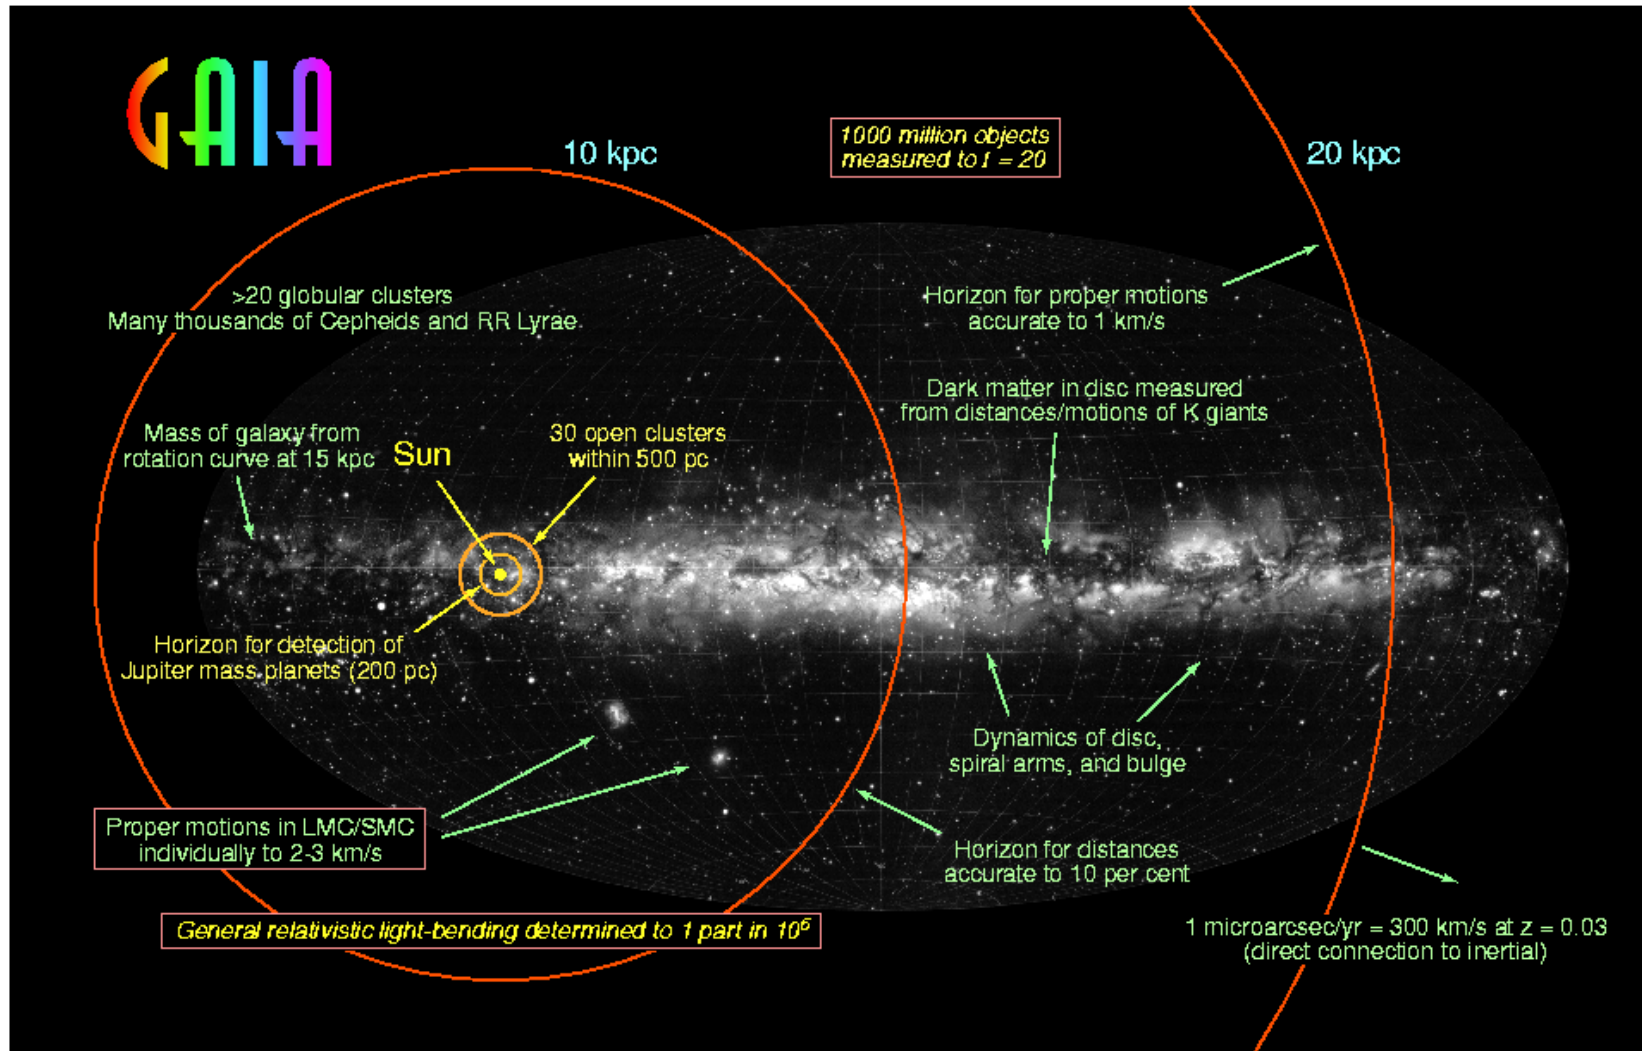 GAIA
10 kpc
1000 million objects
measured to I = 20
20 kpc
>20 globular clusters
Many thousands of Cepheids and RR Lyrae
Horizon for proper motions
accurate to 1 km/s
Dark matter in disc measured
from distances/motions of K giants
Mass of galaxy from
rotation curve at 15 kpc
Sun
30 open clusters
within 500 pc
Horizon for detection of
Jupiter mass planets (200 pc)
Dynamics of disc,
spiral arms, and bulge
Proper motions in LMC/SMC
individually to 2-3 km/s
Horizon for distances
accurate to 10 per cent
General relativistic light-bending determined to 1 part in 10⁶
1 microarcsec/yr = 300 km/s at z = 0.03
(direct connection to inertial)